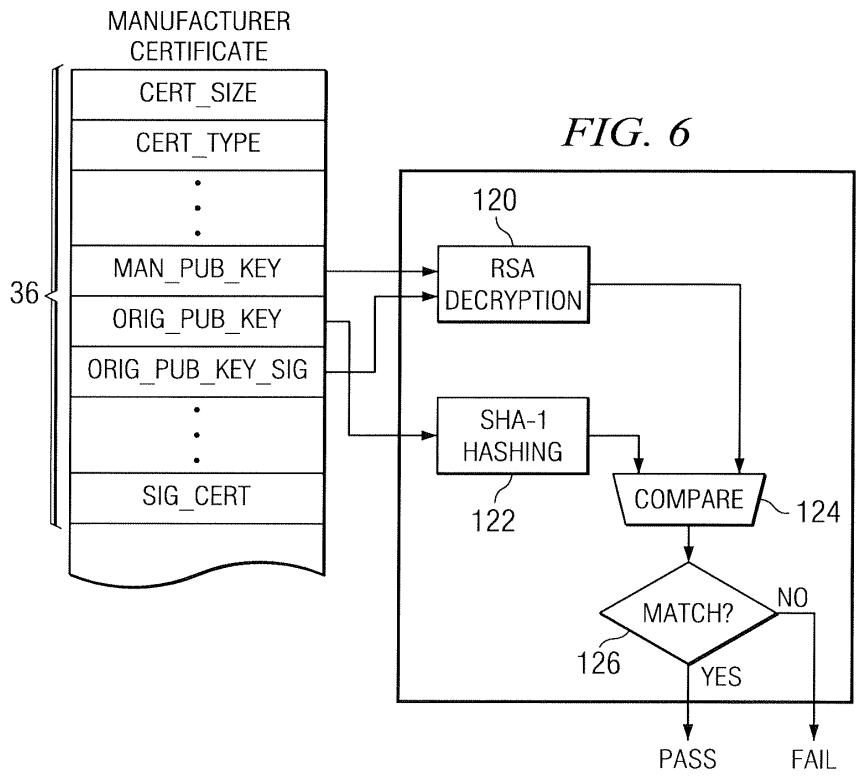 MANUFACTURER
CERTIFICATE
CERT_SIZE
CERT_TYPE
MAN_PUB_KEY
ORIG_PUB_KEY
ORIG_PUB_KEY_SIG
SIG_CERT
36
FIG. 6
120
RSA
DECRYPTION
SHA-1
HASHING
122
COMPARE
124
MATCH?
126
NO
YES
PASS
FAIL